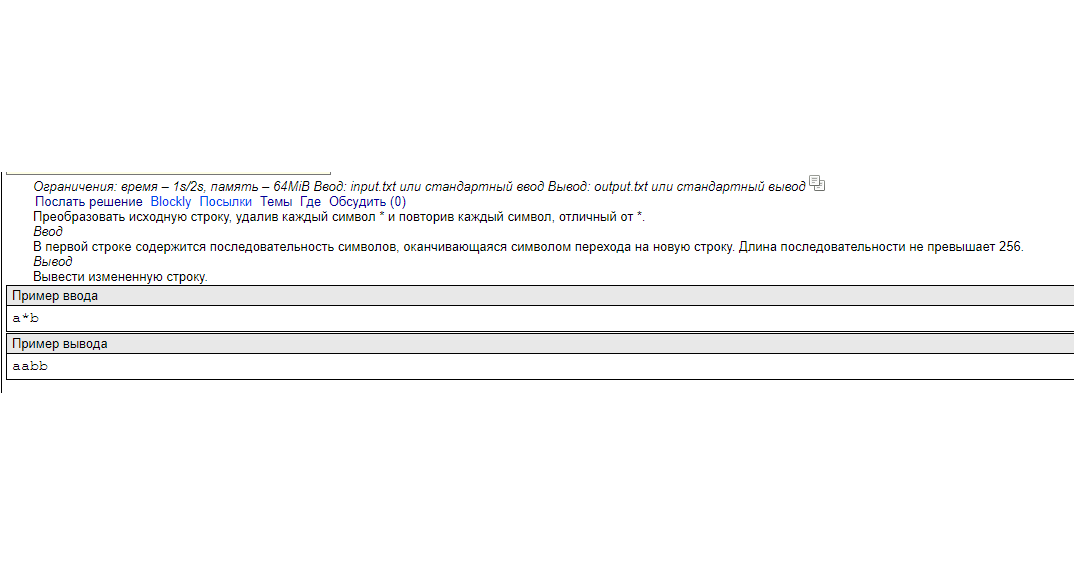 Ограничения: время – 1s/2s, память – 64MiB Ввод: input.txt или стандартный ввод Вывод: output.txt или стандартный вывод
Послать решение Blockly Посылки Темы Где Обсудить (0)
Преобразовать исходную строку, удалив каждый символ * и повторив каждый символ, отличный от *.
Ввод
В первой строке содержится последовательность символов, оканчивающаяся символом перехода на новую строку. Длина последовательности не превышает 256.
Вывод
Вывести измененную строку.
Пример ввода
a*b
Пример вывода
aabb